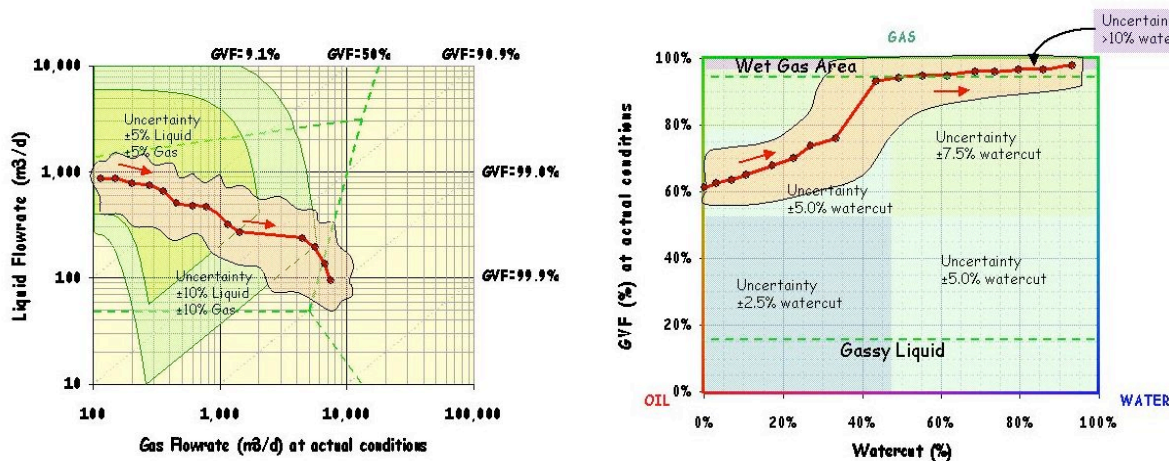 GVF=9.1% GVF=50% GVF=90.9%
10,000
1,000
100
10
Liquid Flowrate (m3/d)
Uncertainty
±5% Liquid
±5% Gas
Uncertainty
±10% Liquid
±10% Gas
GVF=99.0%
GVF=99.9%
100 1,000 10,000 100,000
Gas Flowrate (m3/d) at actual conditions
GAS
>10%
GVF (%) at actual conditions
100%
80%
60%
40%
20%
0%
Wet Gas Area
Uncertainty
±7.5% watercut
Uncertainty
±5.0% watercut
Uncertainty
±2.5% watercut
Uncertainty
±5.0% watercut
Gassy Liquid
OIL
WATER
0% 20% 40% 60% 80% 100%
Watercut (%)